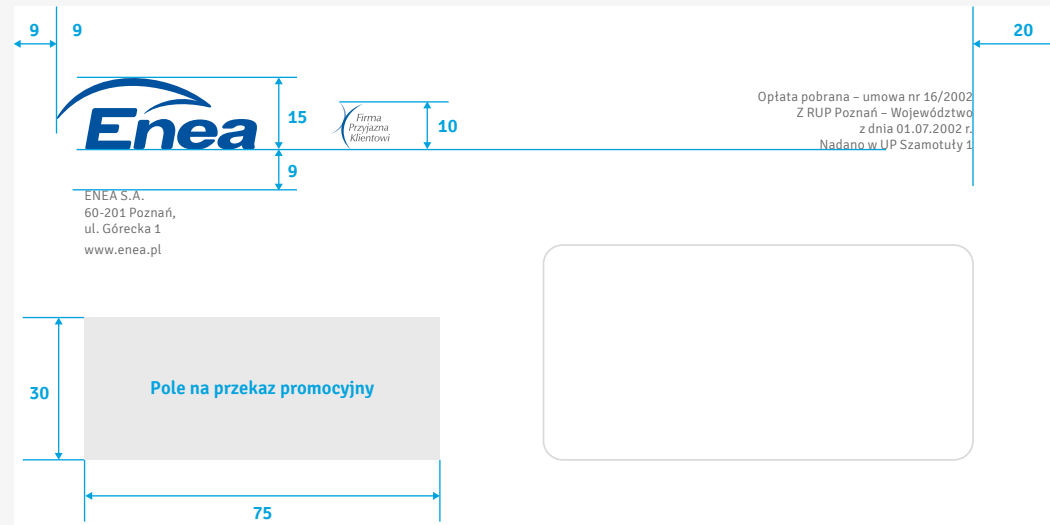 9
9
20
Enea
15
Firma
Przyjazna
Klientowi
10
Opłata pobrana – umowa nr 16/2002
Z RUP Poznań – Województwo
z dnia 01.07.2002 r.
Nadano w UP Szamotuły 1
9
ENEA S.A.
60-201 Poznań,
ul. Górecka 1
www.enea.pl
30
Pole na przekaz promocyjny
75